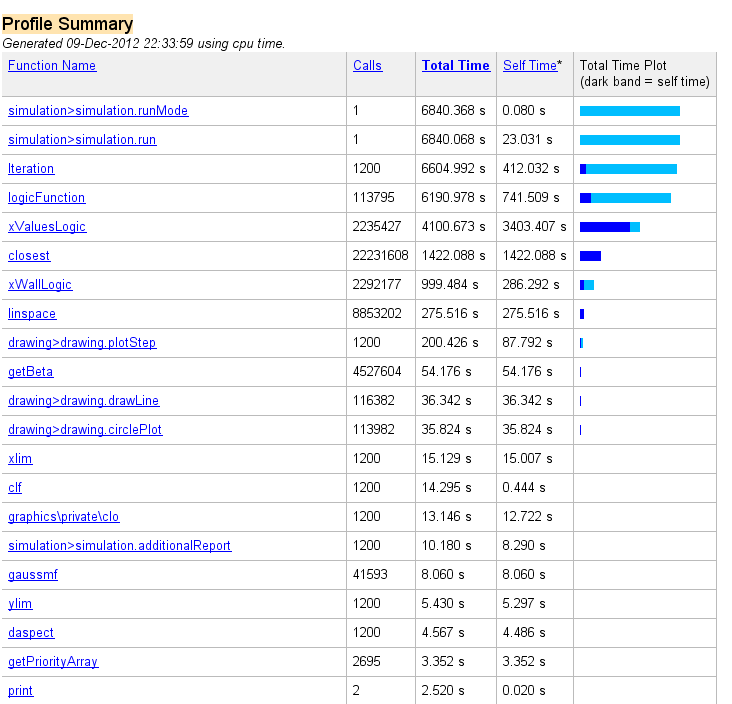 Profile Summary
Generated 09-Dec-2012 22:33:59 using cpu time.
Function Name Calls Total Time Self Time* Total Time Plot
(dark band = self time)
simulation>simulation.runMode 1 6840.368 s 0.080 s
simulation>simulation.run 1 6840.068 s 23.031 s
Iteration 1200 6604.992 s 412.032 s
logicFunction 113795 6190.978 s 741.509 s
xValuesLogic 2235427 4100.673 s 3403.407 s
closest 22231608 1422.088 s 1422.088 s
xWallLogic 2292177 999.484 s 286.292 s
linspace 8853202 275.516 s 275.516 s
drawing>drawing.plotStep 1200 200.426 s 87.792 s
getBeta 4527604 54.176 s 54.176 s
drawing>drawing.drawLine 116382 36.342 s 36.342 s
drawing>drawing.circlePlot 113982 35.824 s 35.824 s
xlim 1200 15.129 s 15.007 s
clf 1200 14.295 s 0.444 s
graphics\private\clo 1200 13.146 s 12.722 s
simulation>simulation.additionalReport 1200 10.180 s 8.290 s
gaussmf 41593 8.060 s 8.060 s
ylim 1200 5.430 s 5.297 s
daspect 1200 4.567 s 4.486 s
getPriorityArray 2695 3.352 s 3.352 s
print 2 2.520 s 0.020 s